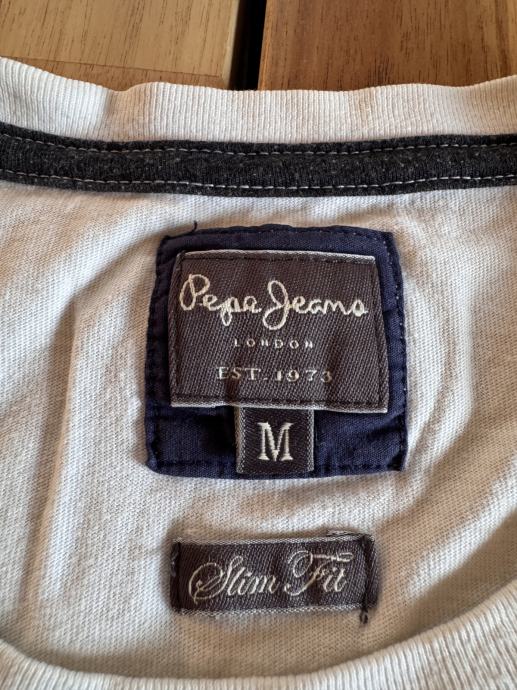 Pepe Jeans
LONDON
EST. 1973
M
Slim Fit